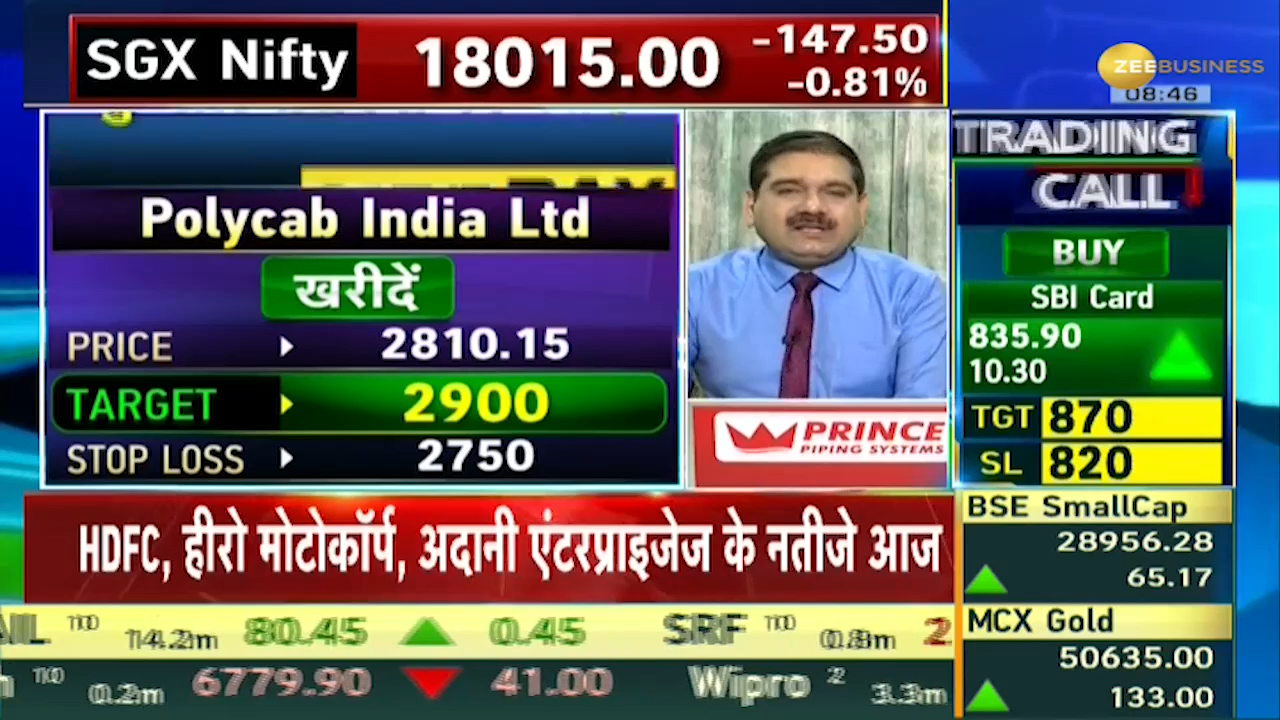 SGX Nifty 18015.00 -147.50
-0.81%
ZEEBUSINESS
08:46
Polycab India Ltd
खरीदें
PRICE 2810.15
TARGET 2900
STOP LOSS 2750
PRINCE
PIPING SYSTEMS
TRADING
CALL
BUY
SBI Card
835.90
10.30
TGT 870
SL 820
HDFC, हीरो मोटोकॉर्प, अदानी एंटरप्राइजेज के नतीजे आज
BSE SmallCap
28956.28
65.17
MCX Gold
50635.00
133.00
80.45 0.45 SRF 0.8m
0.2m 6779.90 41.00 Wipro 3.3m